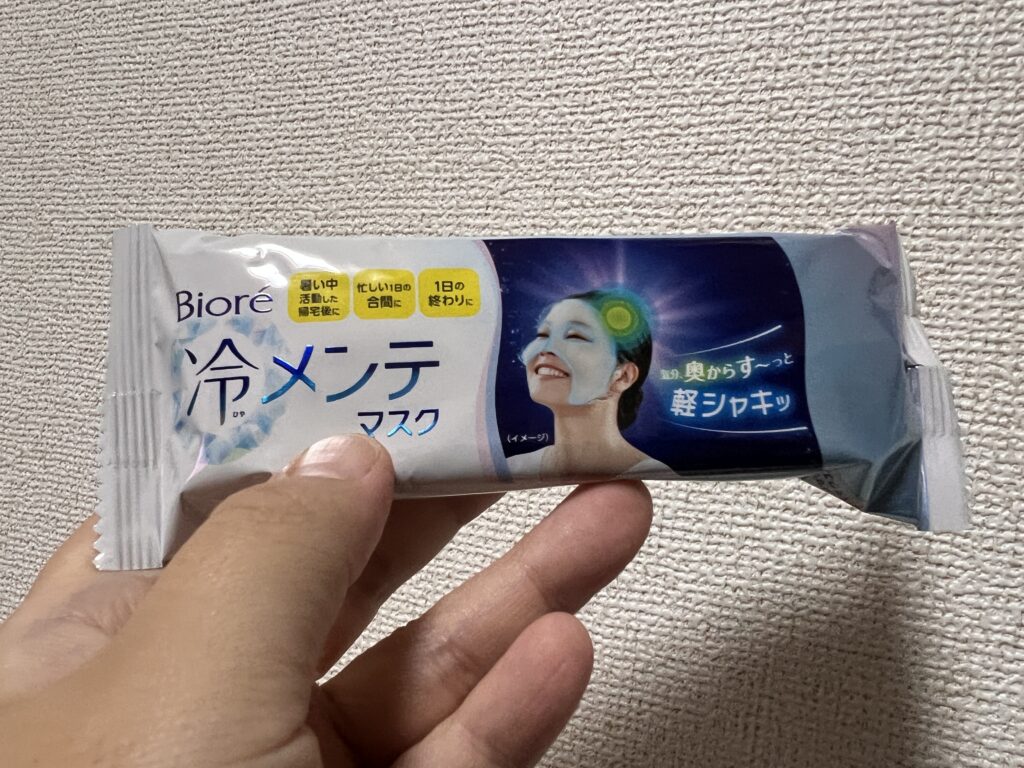 Bioré
暑い中
活動した
帰宅後に
忙しい1日の
合間に
1日の
終わりに
冷メンテ
ひや
マスク
気分、奥からす〜っと
軽シャキッ
(イメージ)